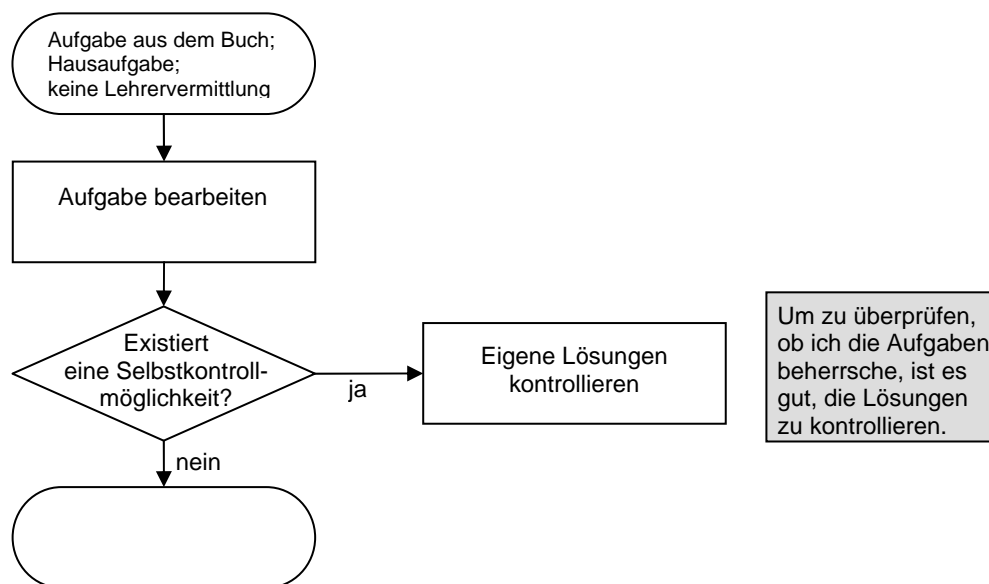 Aufgabe aus dem Buch;
Hausaufgabe;
keine Lehrervermittlung
Aufgabe bearbeiten
Existiert
eine Selbstkontroll-
möglichkeit?
ja
Eigene Lösungen
kontrollieren
Um zu überprüfen,
ob ich die Aufgaben
beherrsche, ist es
gut, die Lösungen
zu kontrollieren.
nein